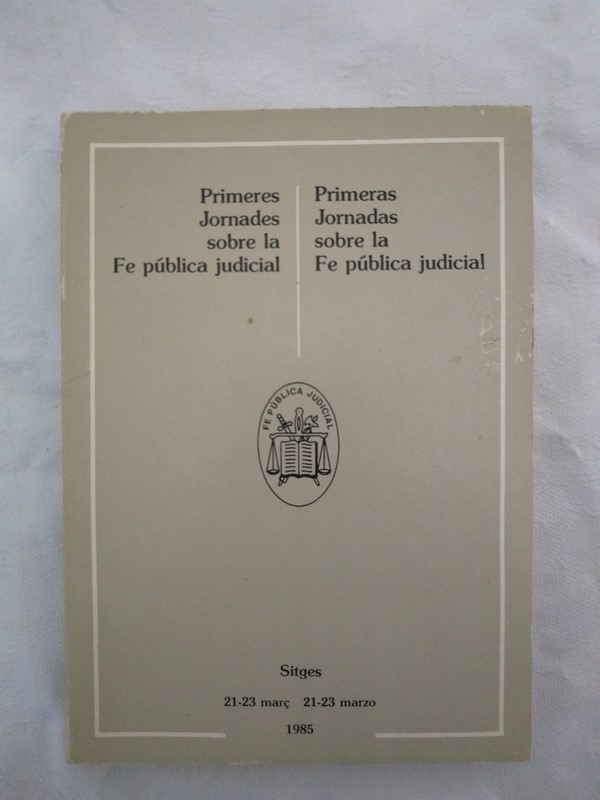 Primeres
Jornades
sobre la
Fe pública judicial
Primeras
Jornadas
sobre la
Fe pública judicial
FE PÚBLICA JUDICIAL
Sitges
21-23 març 21-23 marzo
1985